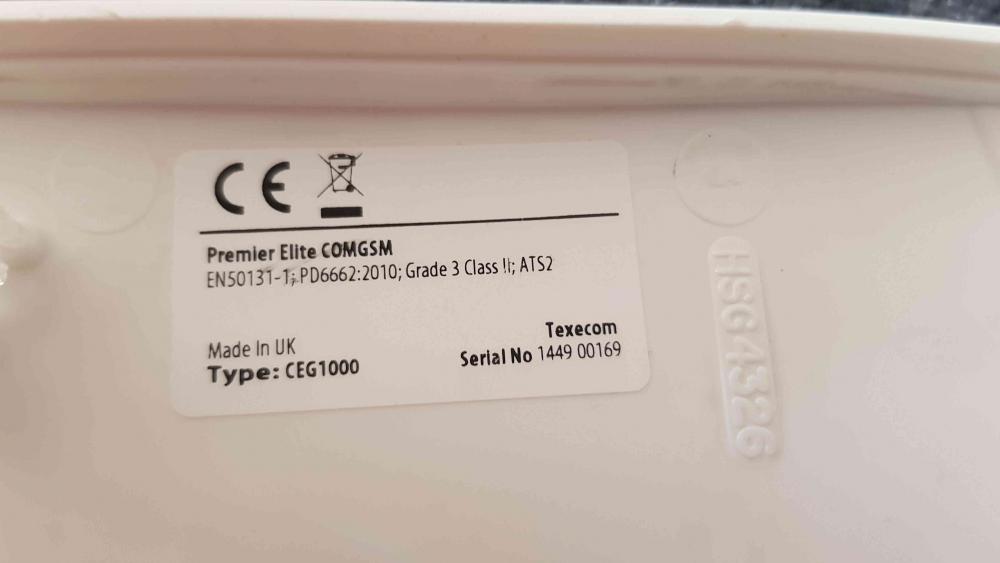 CE
Premier Elite COMGSM
EN50131-1; PD6662:2010; Grade 3 Class II; ATS2
Made In UK
Type: CEG1000
Texecom
Serial No 1449 00169
HSG4326